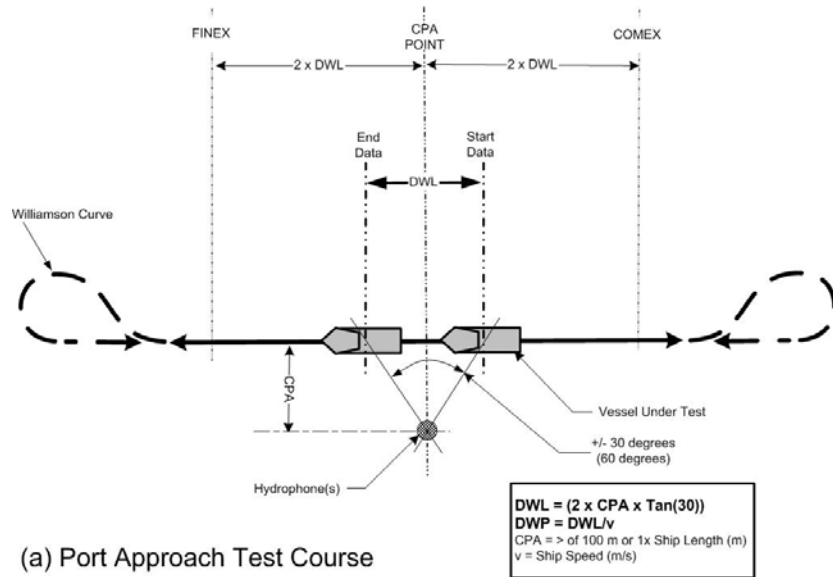 FINEX
CPA
POINT
COMEX
2 x DWL
2 x DWL
End
Data
Start
Data
DWL
Williamson Curve
CPA
Vessel Under Test
+/- 30 degrees
(60 degrees)
Hydrophone(s)
DWL = (2 x CPA x Tan(30))
DWP = DWL/v
CPA = > of 100 m or 1x Ship Length (m)
v = Ship Speed (m/s)
(a) Port Approach Test Course